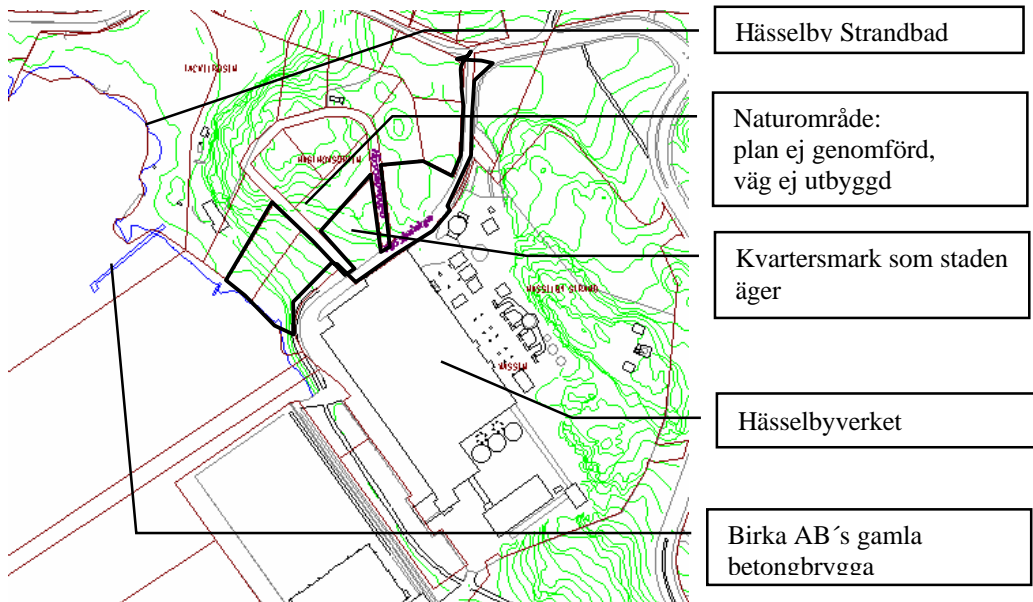 Hässelby Strandbad
Naturområde:
plan ej genomförd,
väg ej utbyggd
Kvartersmark som staden
äger
HÄSSELBY STRAND
Hässelbyverket
Birka AB´s gamla
betongbrygga